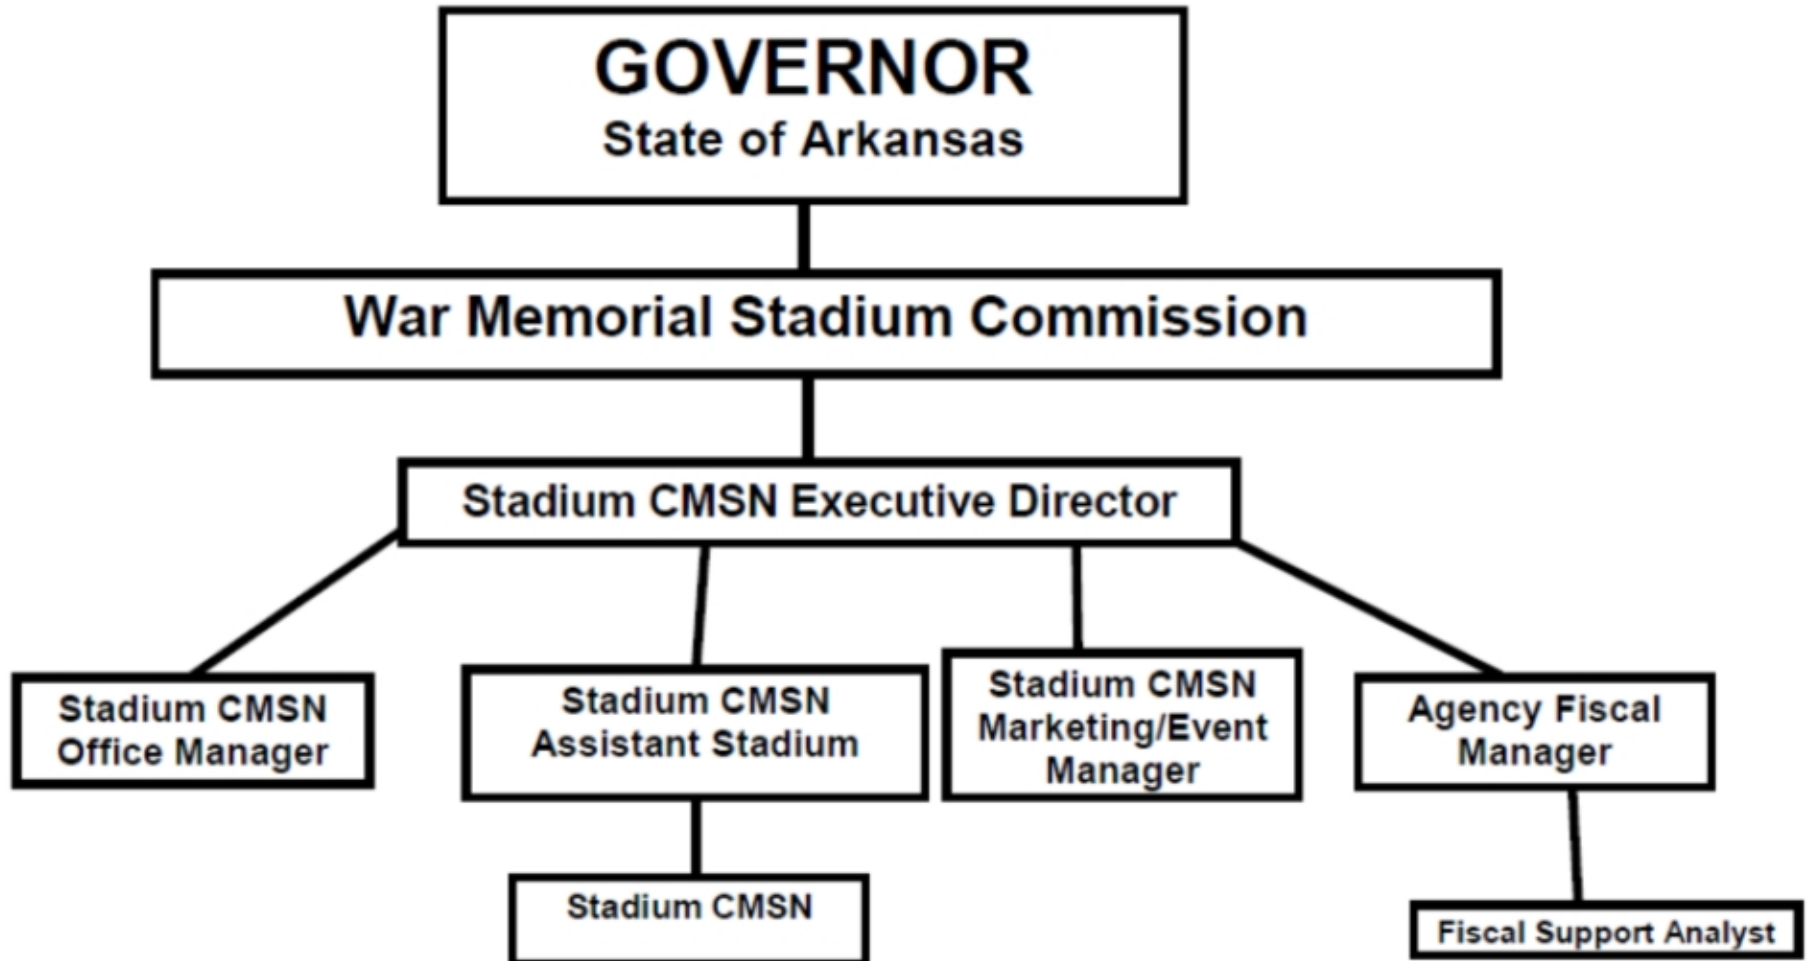 GOVERNOR
State of Arkansas
War Memorial Stadium Commission
Stadium CMSN Executive Director
Stadium CMSN
Office Manager
Stadium CMSN
Assistant Stadium
Stadium CMSN
Marketing/Event
Manager
Agency Fiscal
Manager
Stadium CMSN
Fiscal Support Analyst